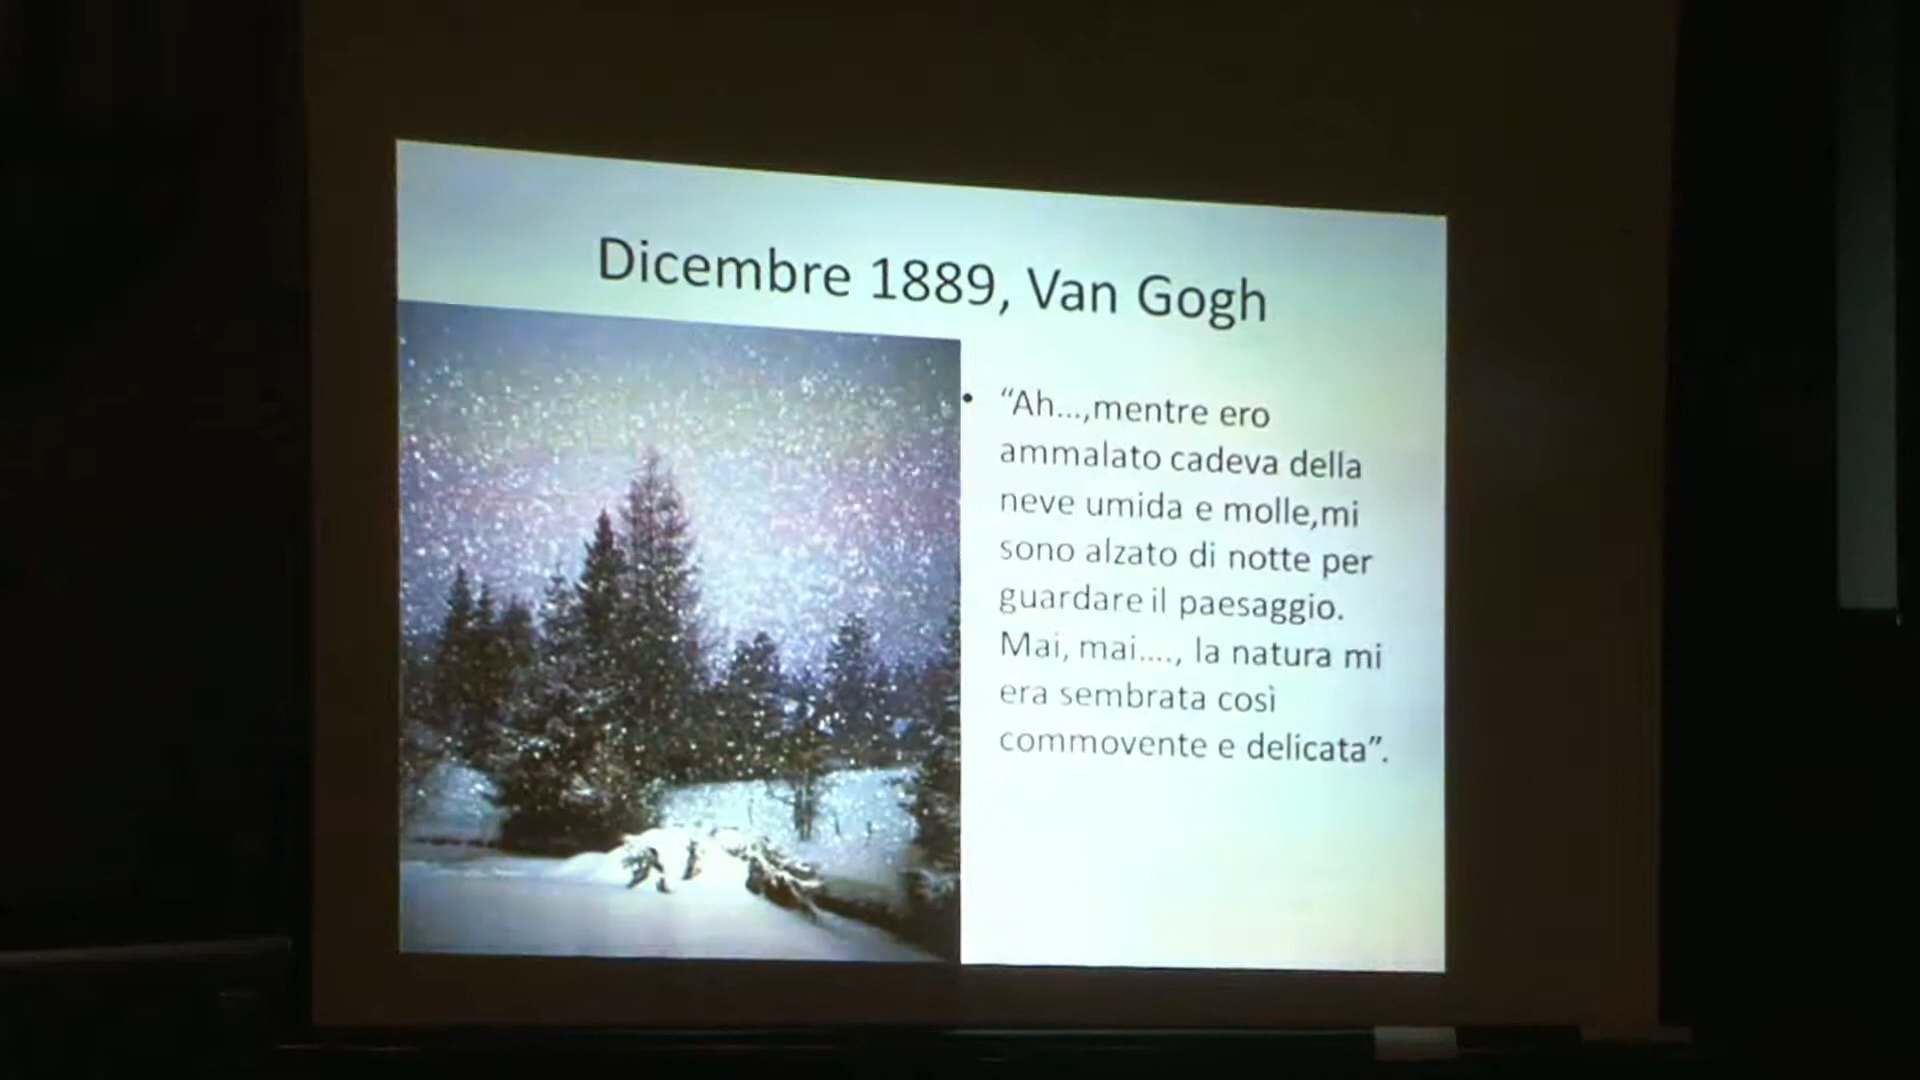 Dicembre 1889, Van Gogh
• “Ah...,mentre ero
ammalato cadeva della
neve umida e molle,mi
sono alzato di notte per
guardare il paesaggio.
Mai, mai...., la natura mi
era sembrata così
commovente e delicata”.